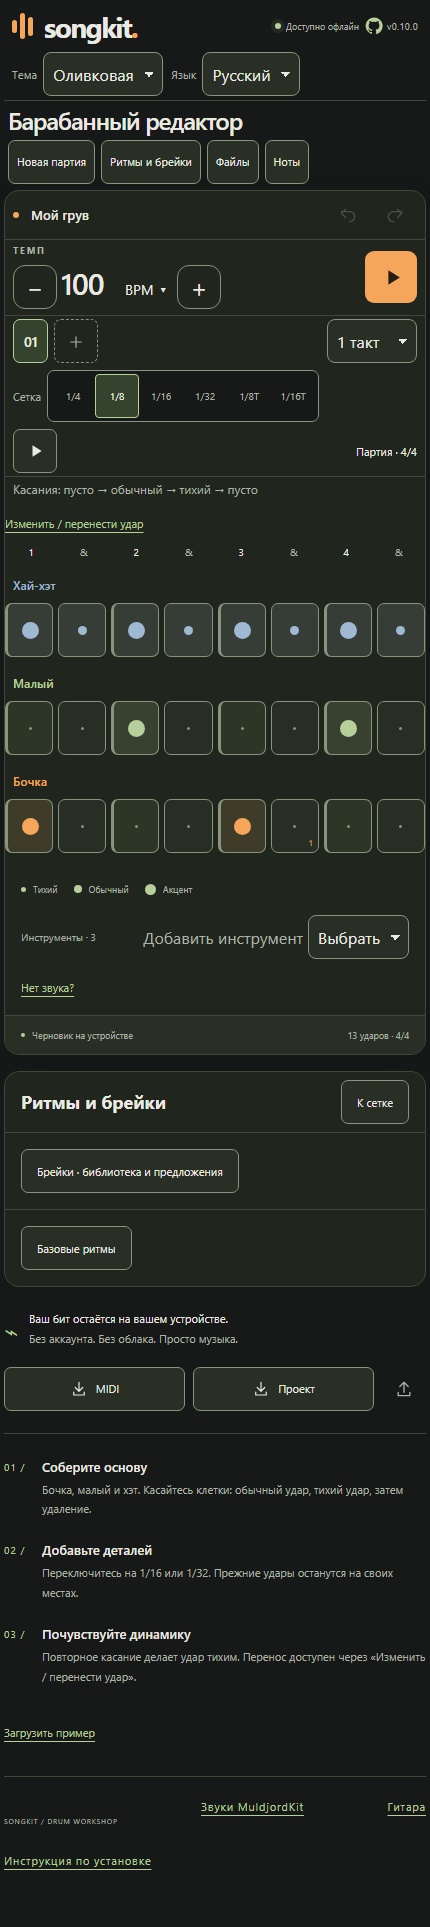 songkit.
Доступно офлайн
v0.10.0
Тема
Оливковая
Язык
Русский
Барабанный редактор
Новая партия
Ритмы и брейки
Файлы
Ноты
Мой грув
ТЕМП
− 100 BPM ▾ +
01
+
1 такт
Сетка
1/4
1/8
1/16
1/32
1/8T
1/16T
Партия · 4/4
Касания: пусто → обычный → тихий → пусто
Изменить / перенести удар
1 & 2 & 3 & 4 &
Хай-хэт
Малый
Бочка
1
Тихий
Обычный
Акцент
Инструменты · 3
Добавить инструмент
Выбрать
Нет звука?
Черновик на устройстве
13 ударов · 4/4
Ритмы и брейки
К сетке
Брейки · библиотека и предложения
Базовые ритмы
Ваш бит остаётся на вашем устройстве.
Без аккаунта. Без облака. Просто музыка.
MIDI
Проект
01 /
Соберите основу
Бочка, малый и хэт. Касайтесь клетки: обычный удар, тихий удар, затем
удаление.
02 /
Добавьте деталей
Переключитесь на 1/16 или 1/32. Прежние удары останутся на своих
местах.
03 /
Почувствуйте динамику
Повторное касание делает удар тихим. Перенос доступен через «Изменить
/ перенести удар».
Загрузить пример
SONGKIT / DRUM WORKSHOP
Звуки MuldjordKit
Гитара
Инструкция по установке